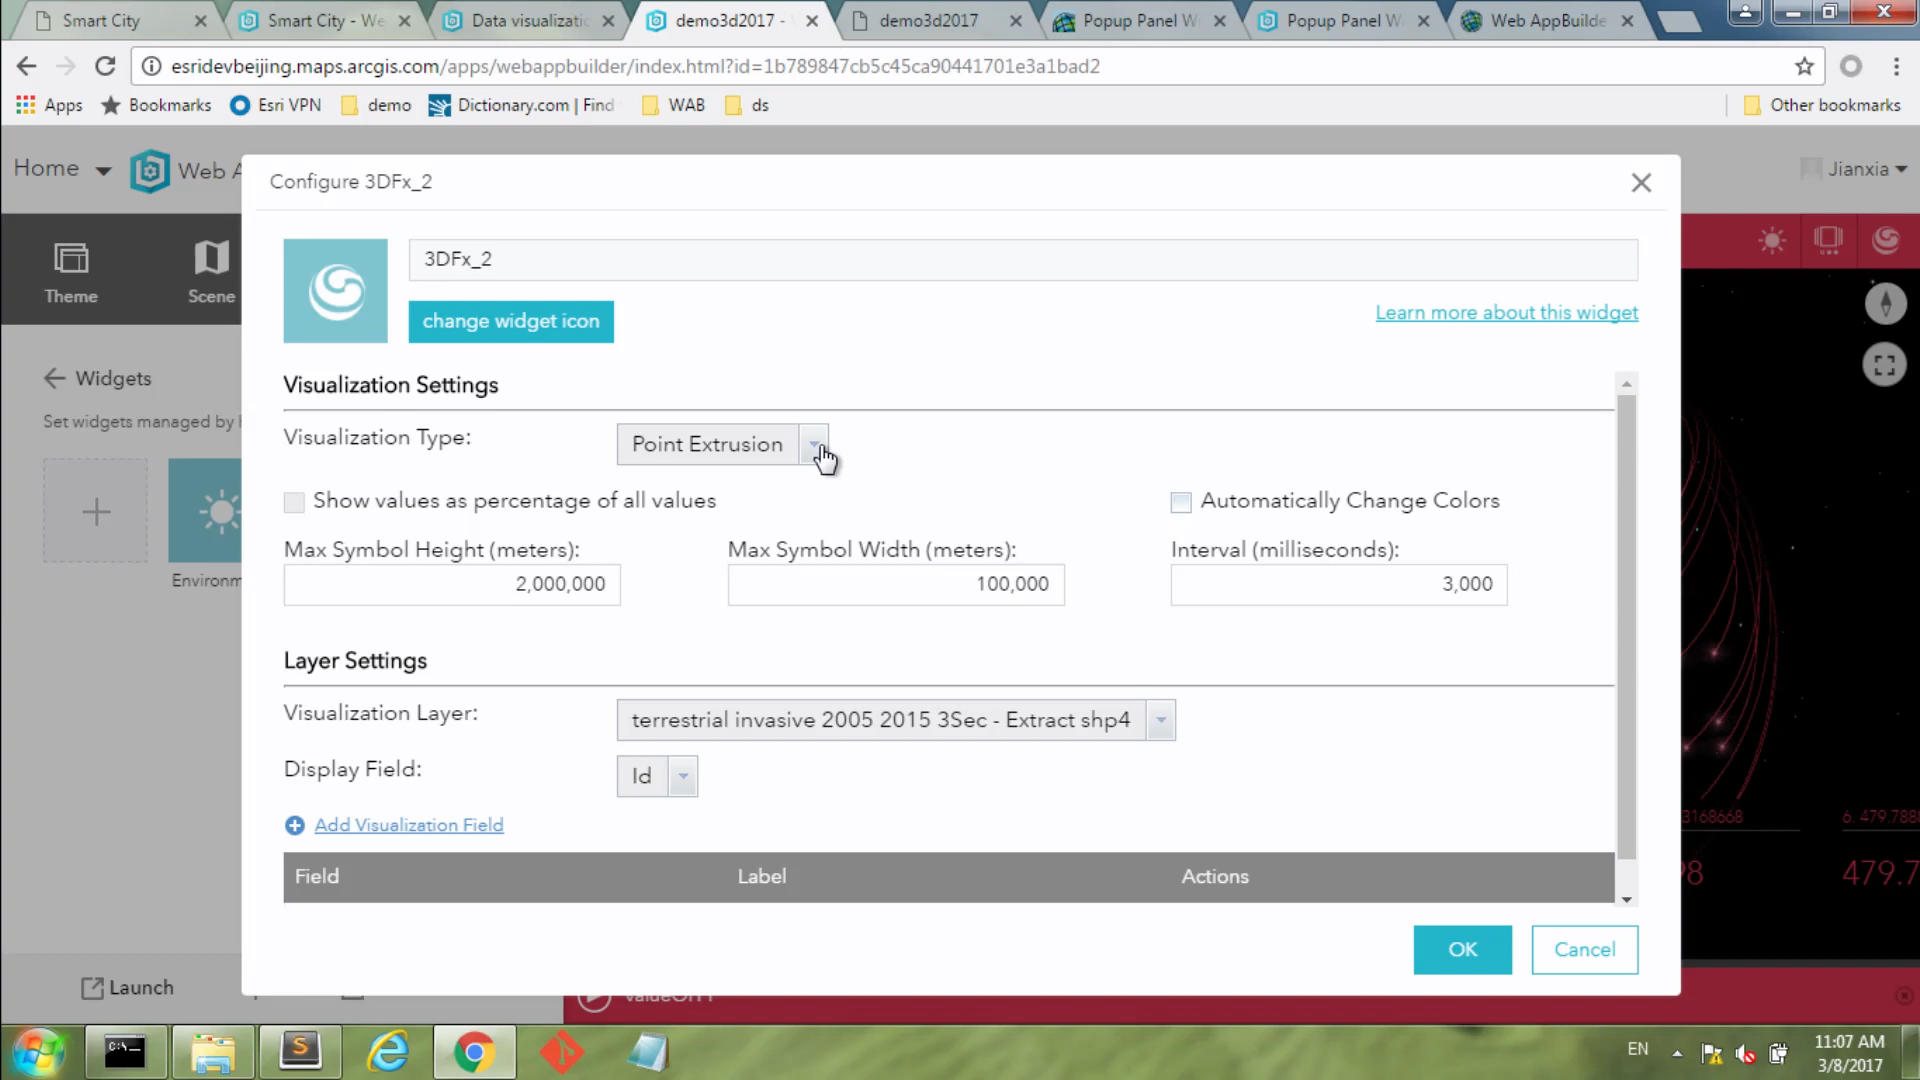 Smart City
Smart City - We
Data visualizatio
demo3d2017 -
demo3d2017
Popup Panel W
Popup Panel W
Web AppBuilde
esridevbeijing.maps.arcgis.com/apps/webappbuilder/index.html?id=1b789847cb5c45ca90441701e3a1bad2
Apps
Bookmarks
Esri VPN
demo
Dictionary.com | Find
WAB
ds
Other bookmarks
Home
Web A
Jianxia
Configure 3DFx_2
Theme
Scene
3DFx_2
change widget icon
Learn more about this widget
Widgets
Set widgets managed by
Environm
Visualization Settings
Visualization Type:
Point Extrusion
Show values as percentage of all values
Automatically Change Colors
Max Symbol Height (meters):
Max Symbol Width (meters):
Interval (milliseconds):
2,000,000
100,000
3,000
Layer Settings
Visualization Layer:
terrestrial invasive 2005 2015 3Sec - Extract shp4
Display Field:
Id
Add Visualization Field
Field
Label
Actions
3168668
6. 479.788
98
479.7
OK
Cancel
Launch
C:\._
EN
11:07 AM
3/8/2017